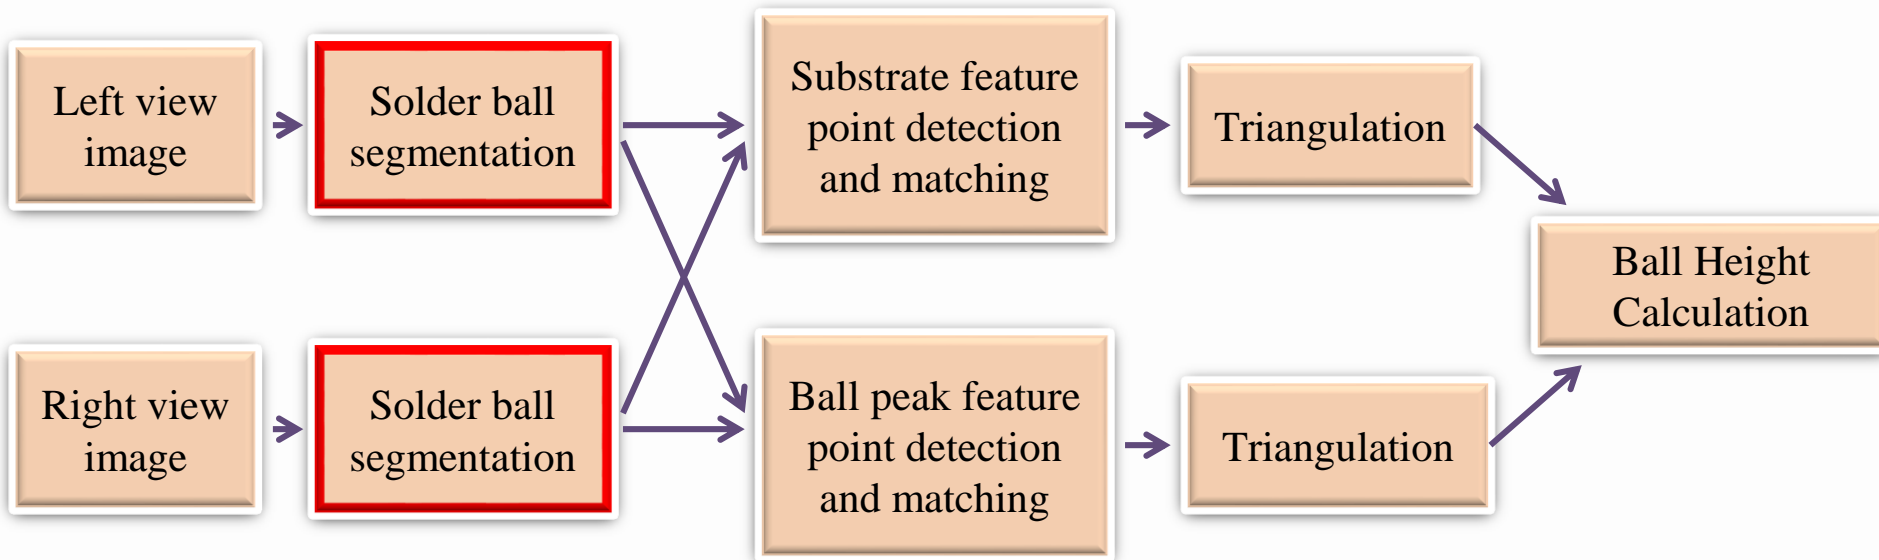 Left view
image
Solder ball
segmentation
Substrate feature
point detection
and matching
Triangulation
Ball Height
Calculation
Right view
image
Solder ball
segmentation
Ball peak feature
point detection
and matching
Triangulation